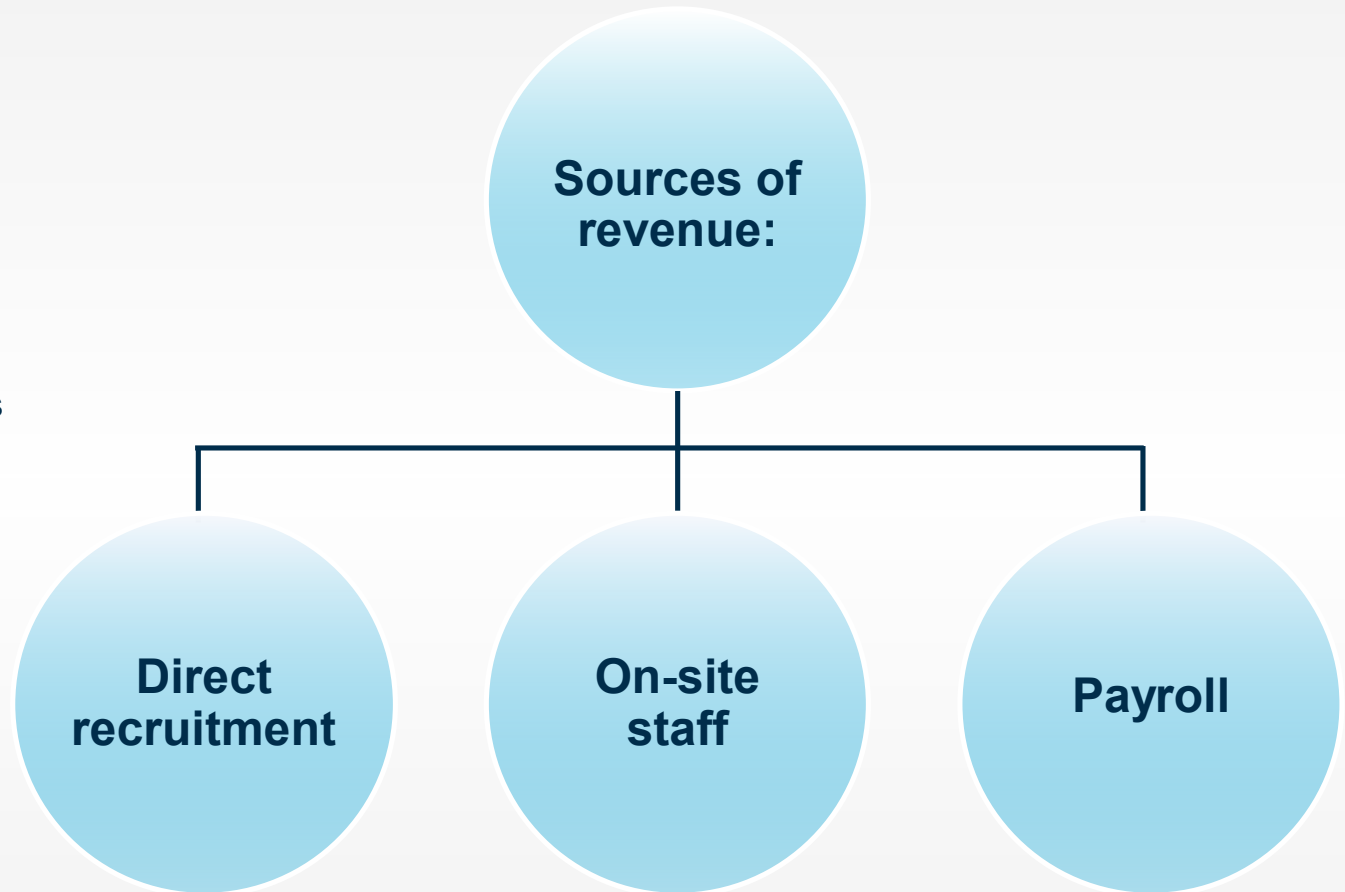 Sources of
revenue:
s
Direct
recruitment
On-site
staff
Payroll